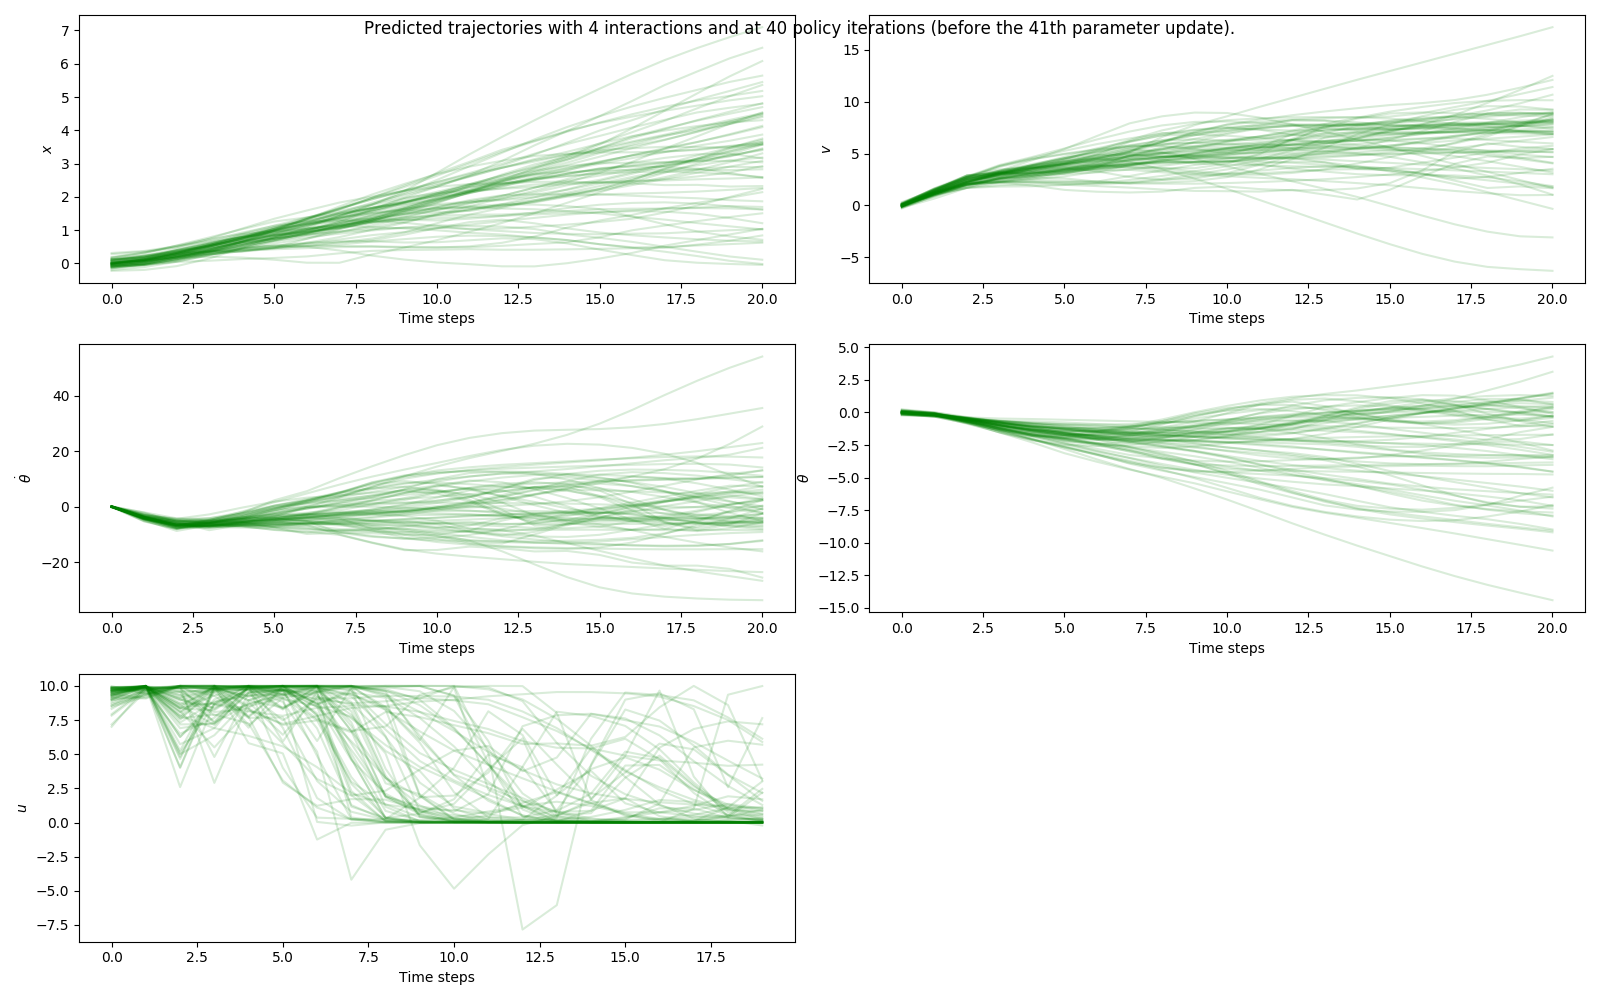 Predicted trajectories with 4 interactions and at 40 policy iterations (before the 41th parameter update).
7
6
5
4
3
2
1
0
x
0.0 2.5 5.0 7.5 10.0 12.5 15.0 17.5 20.0
Time steps
15
10
5
0
−5
v
0.0 2.5 5.0 7.5 10.0 12.5 15.0 17.5 20.0
Time steps
40
20
0
−20
θ̇
0.0 2.5 5.0 7.5 10.0 12.5 15.0 17.5 20.0
Time steps
5.0
2.5
0.0
−2.5
−5.0
−7.5
−10.0
−12.5
−15.0
θ
0.0 2.5 5.0 7.5 10.0 12.5 15.0 17.5 20.0
Time steps
10.0
7.5
5.0
2.5
0.0
−2.5
−5.0
−7.5
u
0.0 2.5 5.0 7.5 10.0 12.5 15.0 17.5
Time steps